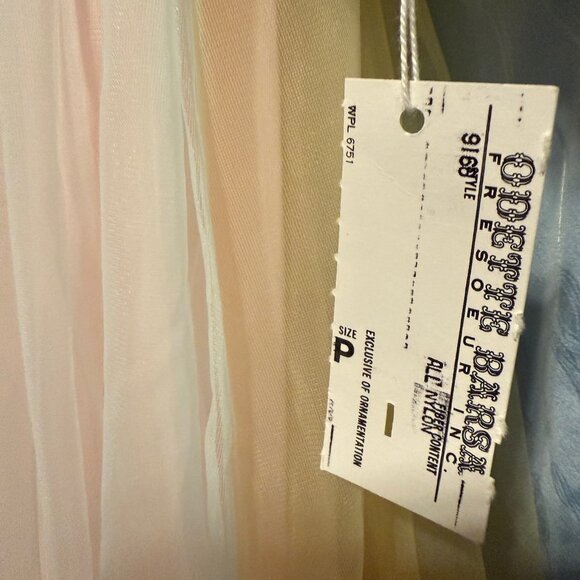 ODETTE BARSA
FRESOEUR INC.
STYLE
9168
FIBER CONTENT
ALL NYLON
EXCLUSIVE OF ORNAMENTATION
SIZE
P
WPL 6751